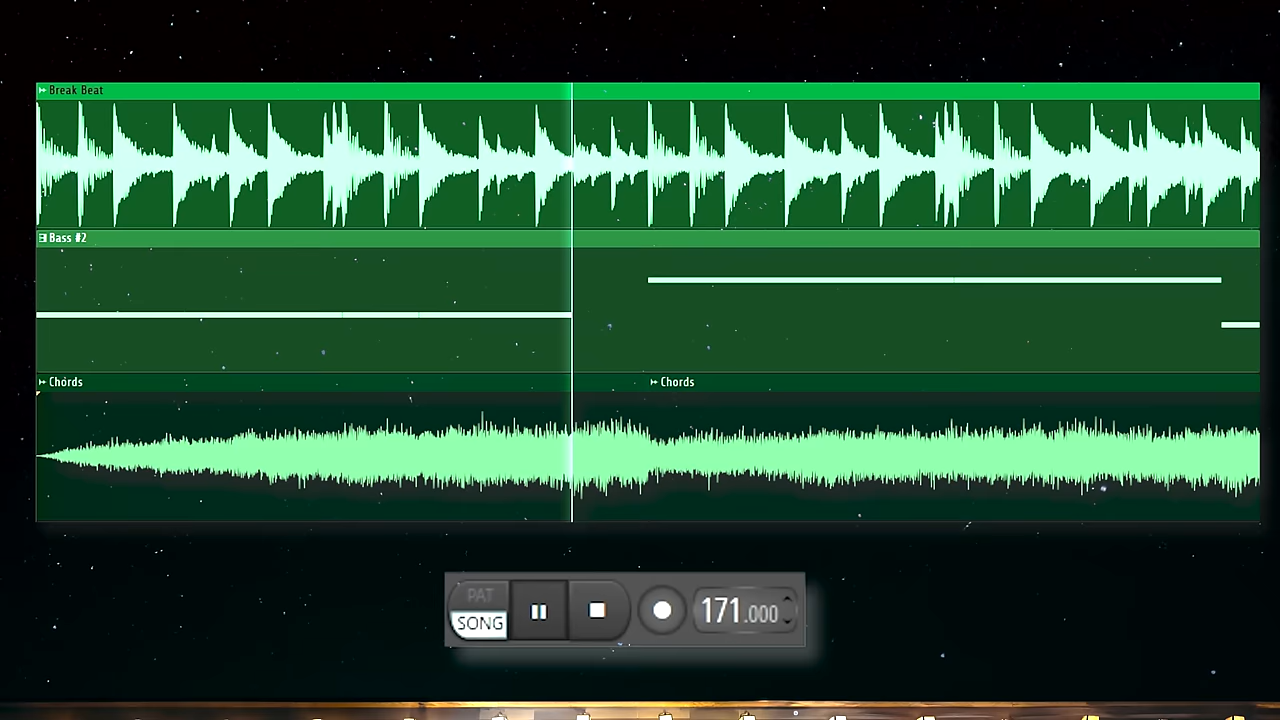 Break Beat
Bass #2
Chords
Chords
PAT
SONG
171.000